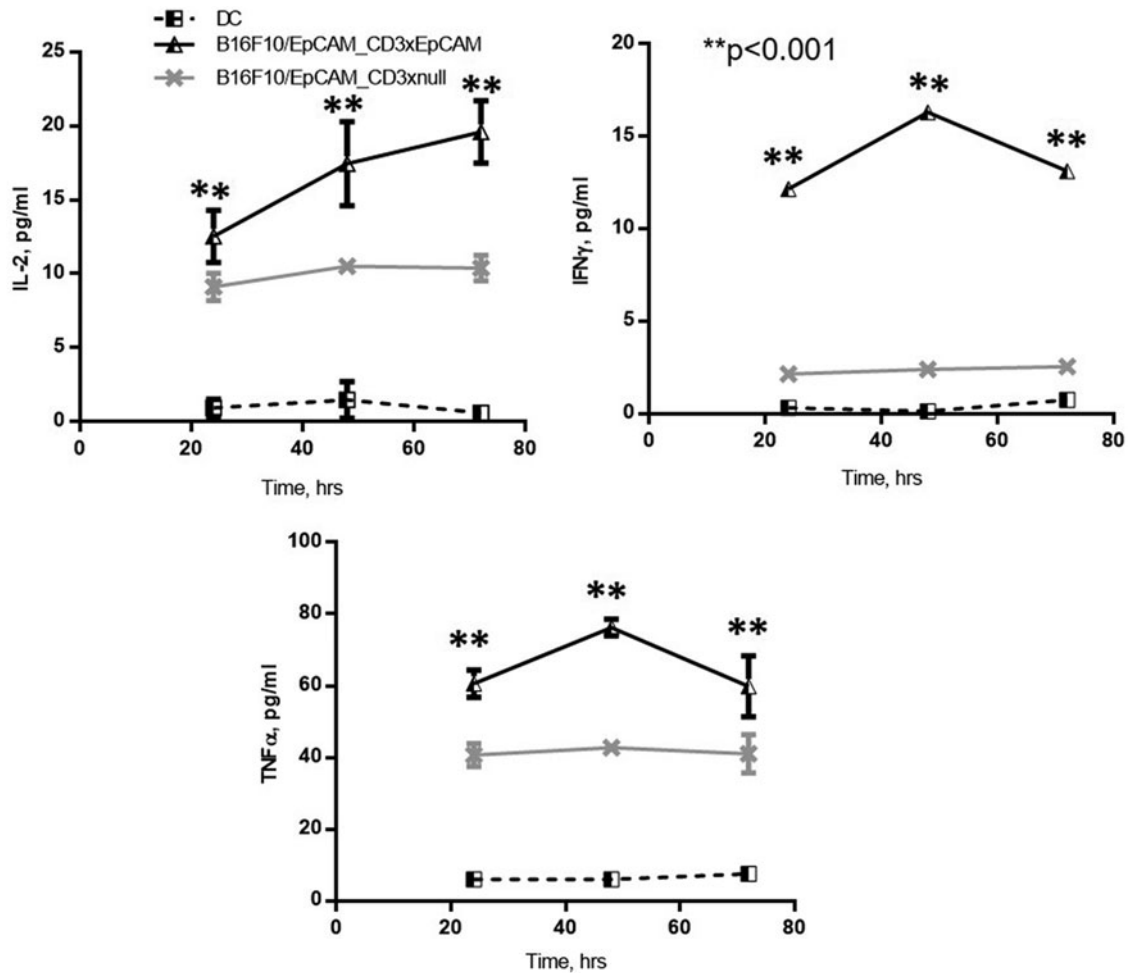 DC
B16F10/EpCAM_CD3xEpCAM
B16F10/EpCAM_CD3xnull
25
20
15
10
5
0
IL-2, pg/ml
**
**
**
0 20 40 60 80
Time, hrs
**p<0.001
20
15
10
5
0
IFNγ, pg/ml
**
**
**
0 20 40 60 80
Time, hrs
100
80
60
40
20
0
TNFα, pg/ml
**
**
**
0 20 40 60 80
Time, hrs